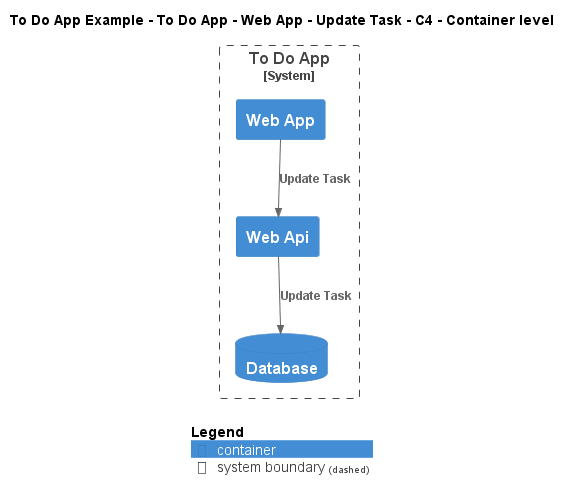 To Do App Example - To Do App - Web App - Update Task - C4 - Container level
To Do App
[System]
Web App
Update Task
Web Api
Update Task
Database
Legend
container
system boundary (dashed)